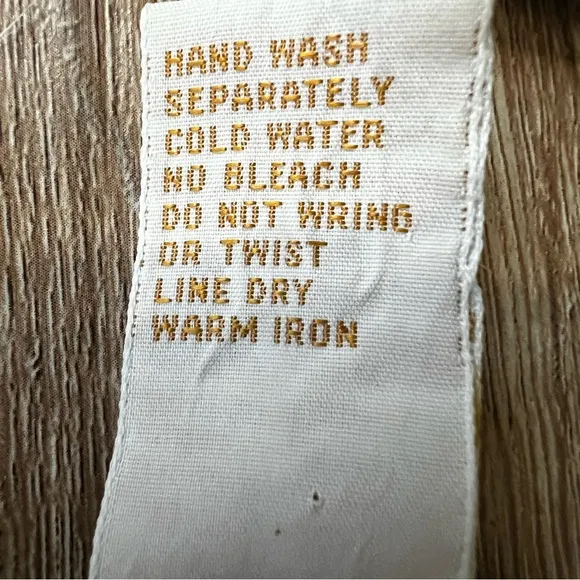 HAND WASH
SEPARATELY
COLD WATER
NO BLEACH
DO NOT WRING
OR TWIST
LINE DRY
WARM IRON